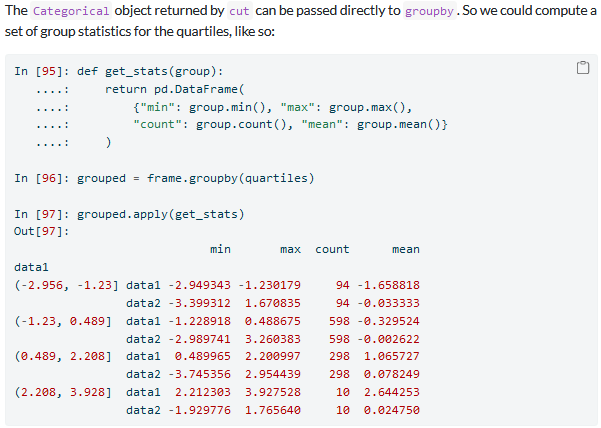 The Categorical object returned by cut can be passed directly to groupby. So we could compute a
set of group statistics for the quartiles, like so:
In [95]: def get_stats(group):
   ....:     return pd.DataFrame(
   ....:         {"min": group.min(), "max": group.max(),
   ....:         "count": group.count(), "mean": group.mean()}
   ....:     )
In [96]: grouped = frame.groupby(quartiles)
In [97]: grouped.apply(get_stats)
Out[97]:
                            min       max  count      mean
data1
(-2.956, -1.23] data1 -2.949343 -1.230179     94 -1.658818
                data2 -3.399312  1.670835     94 -0.033333
(-1.23, 0.489]  data1 -1.228918  0.488675    598 -0.329524
                data2 -2.989741  3.260383    598 -0.002622
(0.489, 2.208]  data1  0.489965  2.200997    298  1.065727
                data2 -3.745356  2.954439    298  0.078249
(2.208, 3.928]  data1  2.212303  3.927528     10  2.644253
                data2 -1.929776  1.765640     10  0.024750